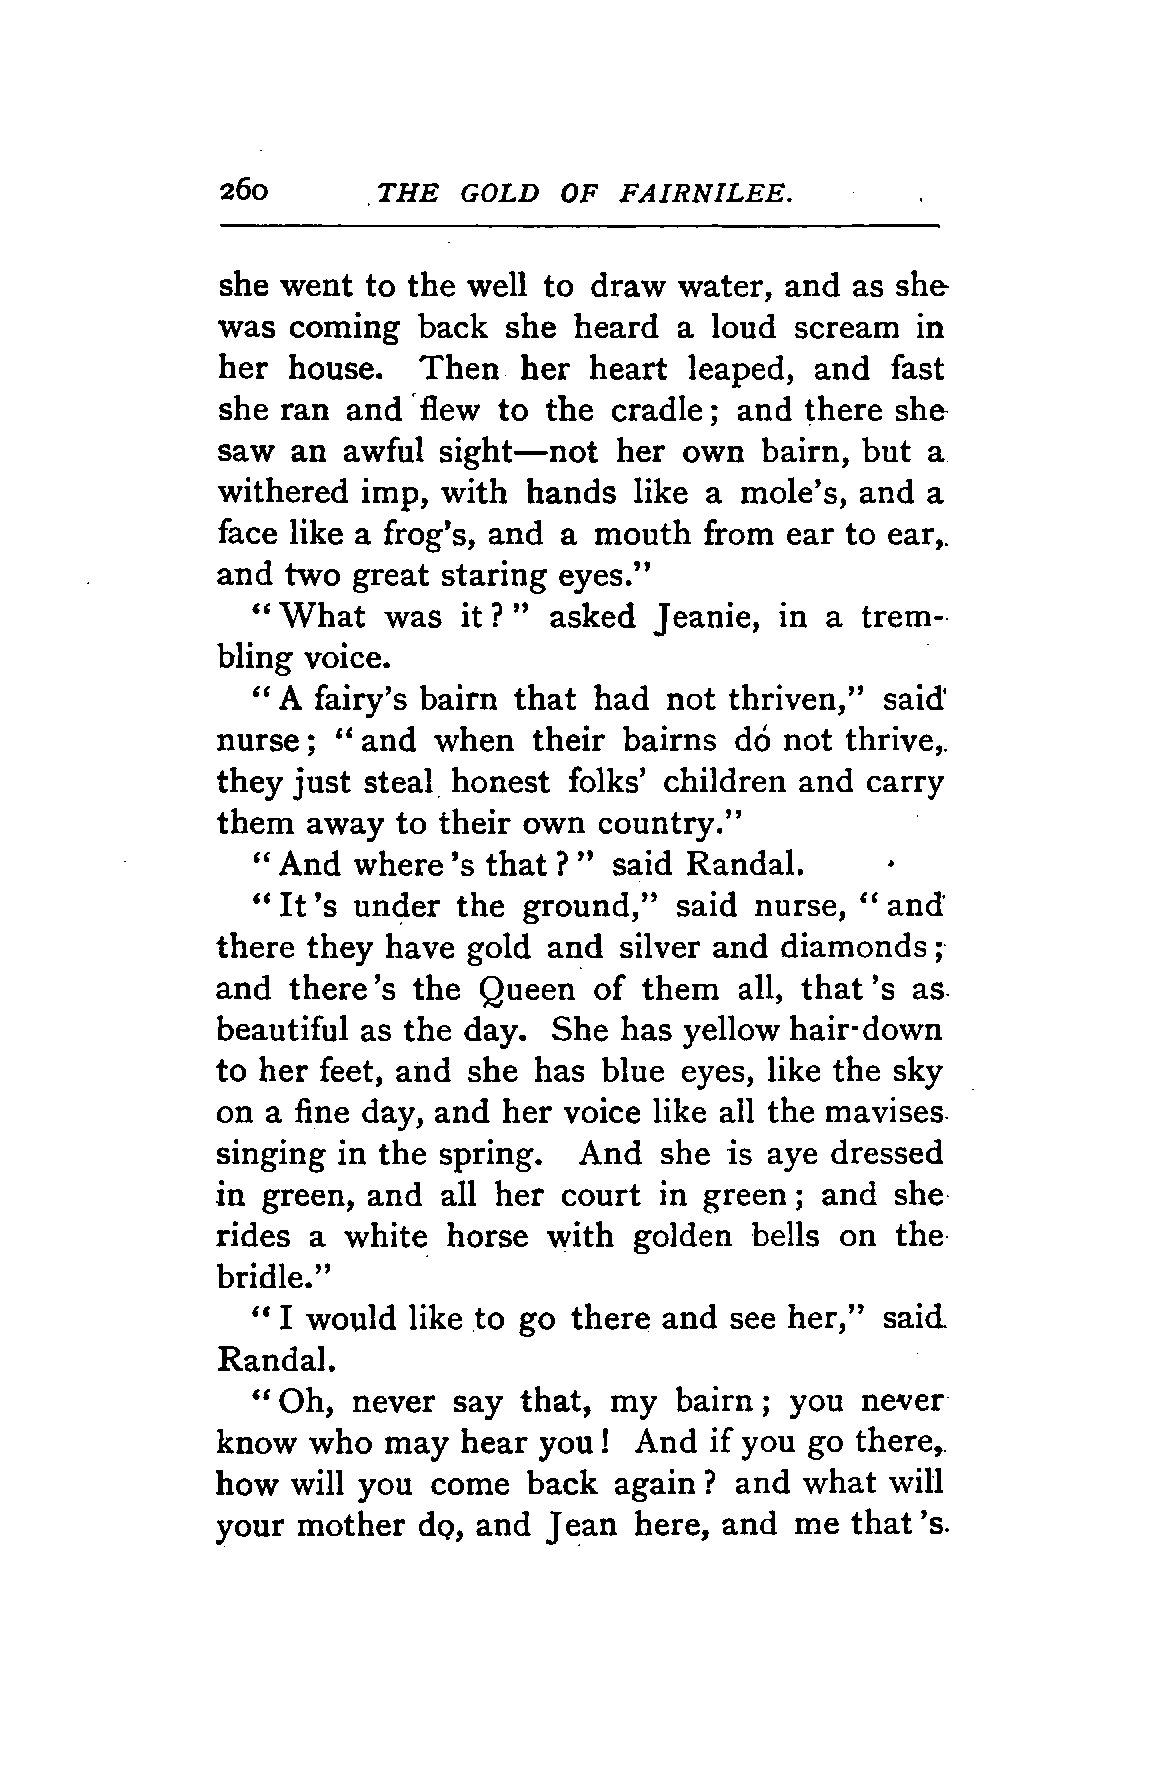 260 THE GOLD OF FAIRNILEE.
she went to the well to draw water, and as she
was coming back she heard a loud scream in
her house. Then her heart leaped, and fast
she ran and flew to the cradle; and there she
saw an awful sight—not her own bairn, but a
withered imp, with hands like a mole's, and a
face like a frog's, and a mouth from ear to ear,
and two great staring eyes."
"What was it?" asked Jeanie, in a trem-
bling voice.
"A fairy's bairn that had not thriven," said
nurse; "and when their bairns do not thrive,
they just steal honest folks' children and carry
them away to their own country."
"And where's that?" said Randal.
"It's under the ground," said nurse, "and
there they have gold and silver and diamonds;
and there's the Queen of them all, that's as
beautiful as the day. She has yellow hair down
to her feet, and she has blue eyes, like the sky
on a fine day, and her voice like all the mavises
singing in the spring. And she is aye dressed
in green, and all her court in green; and she
rides a white horse with golden bells on the
bridle."
"I would like to go there and see her," said
Randal.
"Oh, never say that, my bairn; you never
know who may hear you! And if you go there,
how will you come back again? and what will
your mother do, and Jean here, and me that's